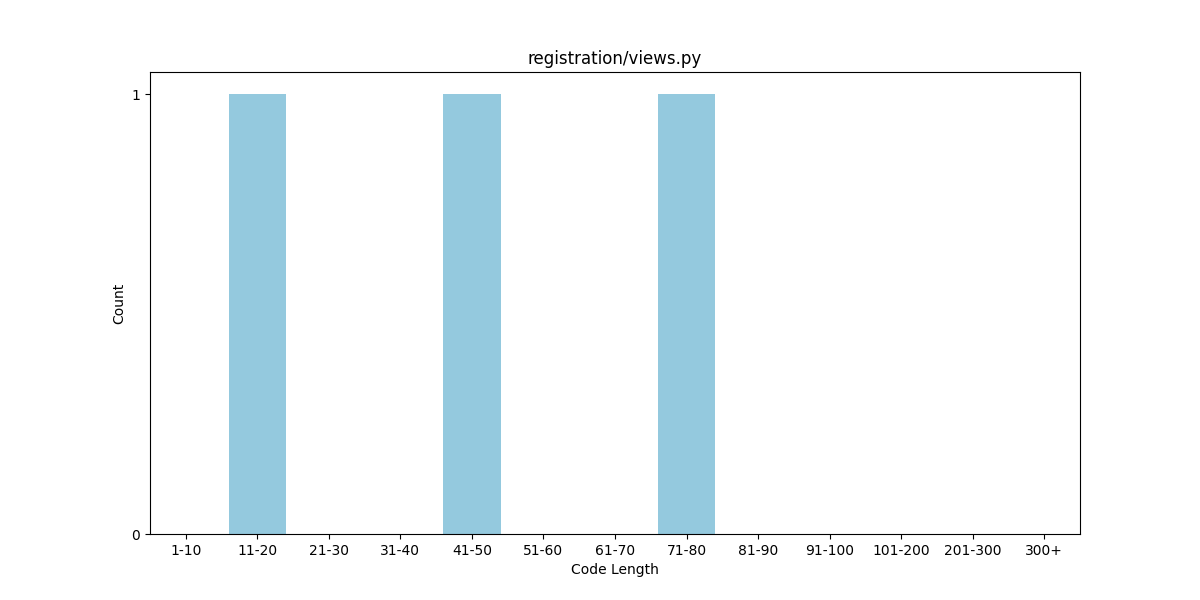 registration/views.py
1
Count
0
1-10 11-20 21-30 31-40 41-50 51-60 61-70 71-80 81-90 91-100 101-200 201-300 300+
Code Length